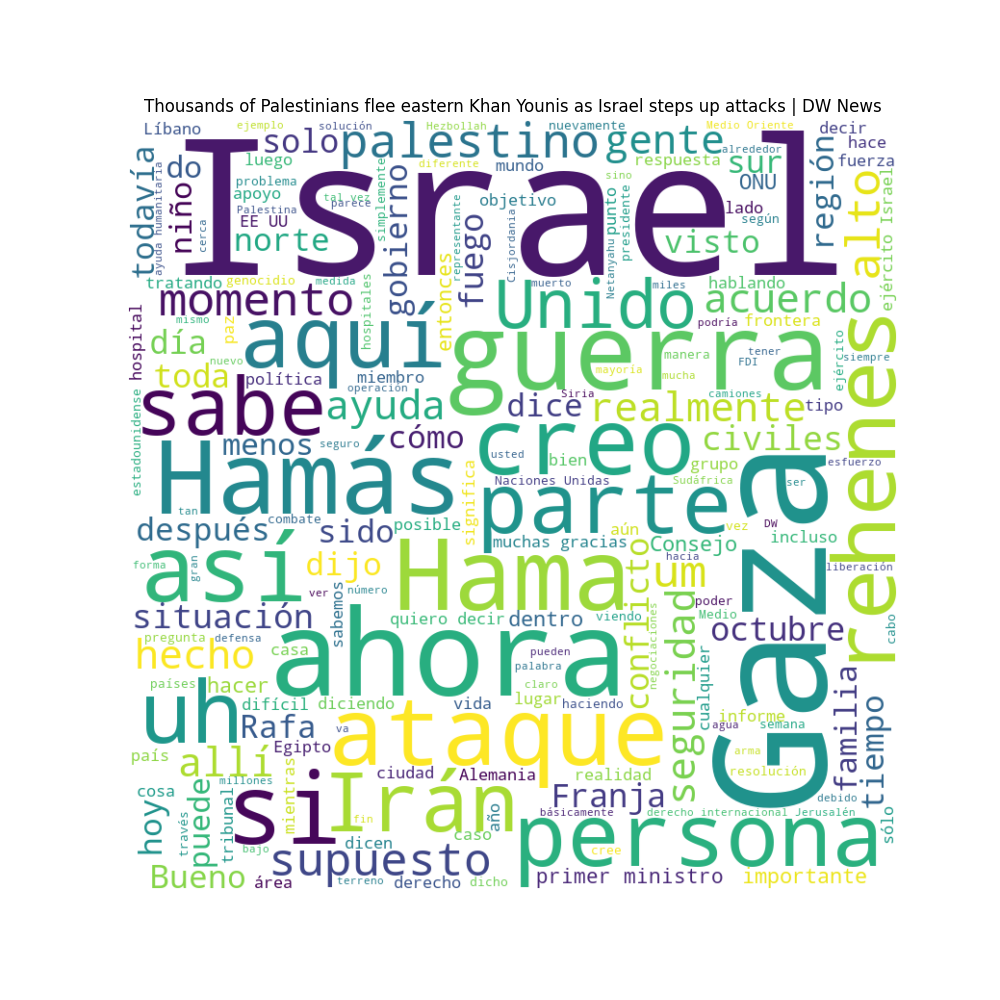 Thousands of Palestinians flee eastern Khan Younis as Israel steps up attacks | DW News
Líbano
ejemplo
solución
Hezbollah
nuevamente
Medio Oriente
decir
solo
palestino
gente
hace
todavía
do
luego
Israel
diferente
mundo
respuesta
sur
alrededor
región
fuerza
ayuda humanitaria
niño
problema
apoyo
tal vez
parece
simplemente
gobierno
representante
objetivo
sino
punto
presidente
ONU
alto
ejército Israel
Palestina
EE UU
cerca
norte
fuego
Cisjordania
Netanyahu
lado
según
visto
tratando
genocidio
medida
entonces
muerto
miles
hablando
momento
Unido
acuerdo
hospital
mismo
paz
hospitales
aquí
guerra
podría
frontera
día
nuevo
manera
tener
FDI
ejército
siempre
toda
política
miembro
operación
mayoría
mucha
Siria
camiones
rehenes
estadounidense
sabe
ayuda
dice
realmente
tipo
menos
seguro
cómo
creo
civiles
Hamás
usted
bien
grupo
esfuerzo
significa
Naciones Unidas
Sudáfrica
ser
Gaza
tan
combate
parte
después
sido
posible
aún
vez
DW
muchas gracias
Consejo
incluso
así
dijo
Hama
hacia
liberación
forma
gran
ver
número
um
conflicto
situación
sabemos
quiero decir
dentro
viendo
negociaciones
seguridad
poder
Medio
octubre
cabo
pregunta
defensa
hecho
casa
ahora
pueden
palabra
cualquier
países
hacer
claro
familia
tiempo
uh
difícil
diciendo
vida
lugar
haciendo
informe
agua
semana
Rafa
va
ataque
país
allí
Egipto
arma
resolución
cosa
millones
mientras
si
Irán
ciudad
Alemania
realidad
hoy
través
puede
tribunal
fin
año
Franja
debido
básicamente
derecho internacional
Jerusalén
sólo
bajo
dicen
caso
persona
supuesto
cree
Bueno
área
terreno
derecho
dicho
primer ministro
importante